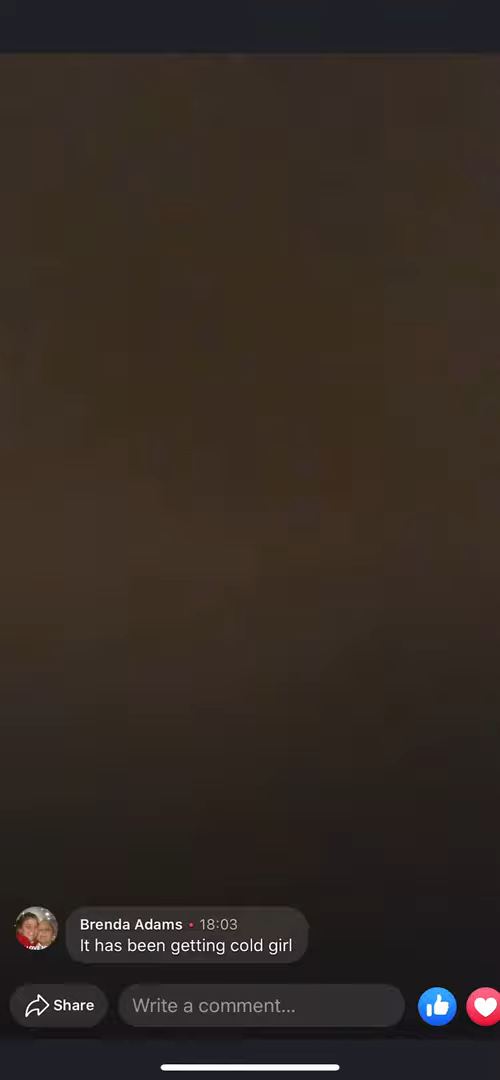 Brenda Adams • 18:03
It has been getting cold girl
Share
Write a comment...